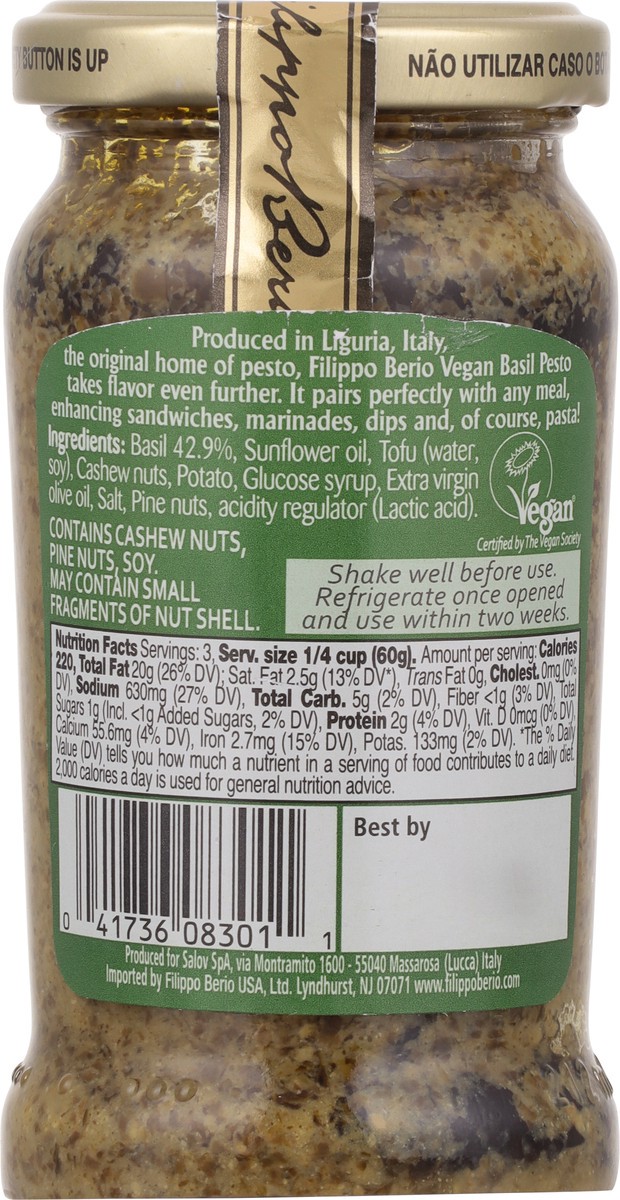 BUTTON IS UP
NÃO UTILIZAR CASO O BO
ilippo Beri
Produced in Liguria, Italy,
the original home of pesto, Filippo Berio Vegan Basil Pesto
takes flavor even further. It pairs perfectly with any meal,
enhancing sandwiches, marinades, dips and, of course, pasta!
Ingredients: Basil 42.9%, Sunflower oil, Tofu (water,
soy), Cashew nuts, Potato, Glucose syrup, Extra virgin
olive oil, Salt, Pine nuts, acidity regulator (Lactic acid).
Vegan
Certified by The Vegan Society
CONTAINS CASHEW NUTS,
PINE NUTS, SOY.
MAY CONTAIN SMALL
FRAGMENTS OF NUT SHELL.
Shake well before use.
Refrigerate once opened
and use within two weeks.
Nutrition Facts Servings: 3, Serv. size 1/4 cup (60g). Amount per serving: Calories
220, Total Fat 20g (26% DV); Sat. Fat 2.5g (13% DV*), Trans Fat 0g, Cholest. 0mg (0%
DV), Sodium 630mg (27% DV), Total Carb. 5g (2% DV), Fiber <1g (3% DV), Total
Sugars 1g (Incl. <1g Added Sugars, 2% DV), Protein 2g (4% DV), Vit. D 0mcg (0% DV),
Calcium 55.6mg (4% DV), Iron 2.7mg (15% DV), Potas. 133mg (2% DV). *The % Daily
Value (DV) tells you how much a nutrient in a serving of food contributes to a daily diet.
2,000 calories a day is used for general nutrition advice.
Best by
0 41736 08301 1
Produced for Salov SpA, via Montramito 1600 - 55040 Massarosa (Lucca) Italy
Imported by Filippo Berio USA, Ltd. Lyndhurst, NJ 07071 www.filippoberio.com